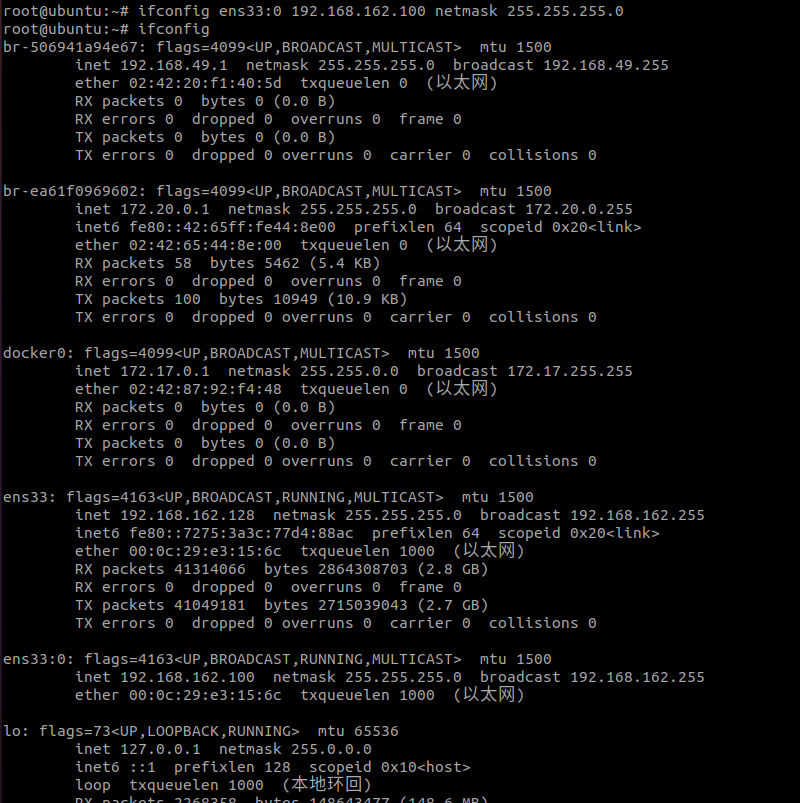 root@ubuntu:~# ifconfig ens33:0 192.168.162.100 netmask 255.255.255.0
root@ubuntu:~# ifconfig
br-506941a94e67: flags=4099<UP,BROADCAST,MULTICAST>  mtu 1500
        inet 192.168.49.1  netmask 255.255.255.0  broadcast 192.168.49.255
        ether 02:42:20:f1:40:5d  txqueuelen 0  (以太网)
        RX packets 0  bytes 0 (0.0 B)
        RX errors 0  dropped 0  overruns 0  frame 0
        TX packets 0  bytes 0 (0.0 B)
        TX errors 0  dropped 0 overruns 0  carrier 0  collisions 0

br-ea61f0969602: flags=4099<UP,BROADCAST,MULTICAST>  mtu 1500
        inet 172.20.0.1  netmask 255.255.255.0  broadcast 172.20.0.255
        inet6 fe80::42:65ff:fe44:8e00  prefixlen 64  scopeid 0x20<link>
        ether 02:42:65:44:8e:00  txqueuelen 0  (以太网)
        RX packets 58  bytes 5462 (5.4 KB)
        RX errors 0  dropped 0  overruns 0  frame 0
        TX packets 100  bytes 10949 (10.9 KB)
        TX errors 0  dropped 0 overruns 0  carrier 0  collisions 0

docker0: flags=4099<UP,BROADCAST,MULTICAST>  mtu 1500
        inet 172.17.0.1  netmask 255.255.0.0  broadcast 172.17.255.255
        ether 02:42:87:92:f4:48  txqueuelen 0  (以太网)
        RX packets 0  bytes 0 (0.0 B)
        RX errors 0  dropped 0  overruns 0  frame 0
        TX packets 0  bytes 0 (0.0 B)
        TX errors 0  dropped 0 overruns 0  carrier 0  collisions 0

ens33: flags=4163<UP,BROADCAST,RUNNING,MULTICAST>  mtu 1500
        inet 192.168.162.128  netmask 255.255.255.0  broadcast 192.168.162.255
        inet6 fe80::7275:3a3c:77d4:88ac  prefixlen 64  scopeid 0x20<link>
        ether 00:0c:29:e3:15:6c  txqueuelen 1000  (以太网)
        RX packets 41314066  bytes 2864308703 (2.8 GB)
        RX errors 0  dropped 0  overruns 0  frame 0
        TX packets 41049181  bytes 2715039043 (2.7 GB)
        TX errors 0  dropped 0 overruns 0  carrier 0  collisions 0

ens33:0: flags=4163<UP,BROADCAST,RUNNING,MULTICAST>  mtu 1500
        inet 192.168.162.100  netmask 255.255.255.0  broadcast 192.168.162.255
        ether 00:0c:29:e3:15:6c  txqueuelen 1000  (以太网)

lo: flags=73<UP,LOOPBACK,RUNNING>  mtu 65536
        inet 127.0.0.1  netmask 255.0.0.0
        inet6 ::1  prefixlen 128  scopeid 0x10<host>
        loop  txqueuelen 1000  (本地环回)
        RX packets 2268358  bytes 148643477 (148.6 MB)